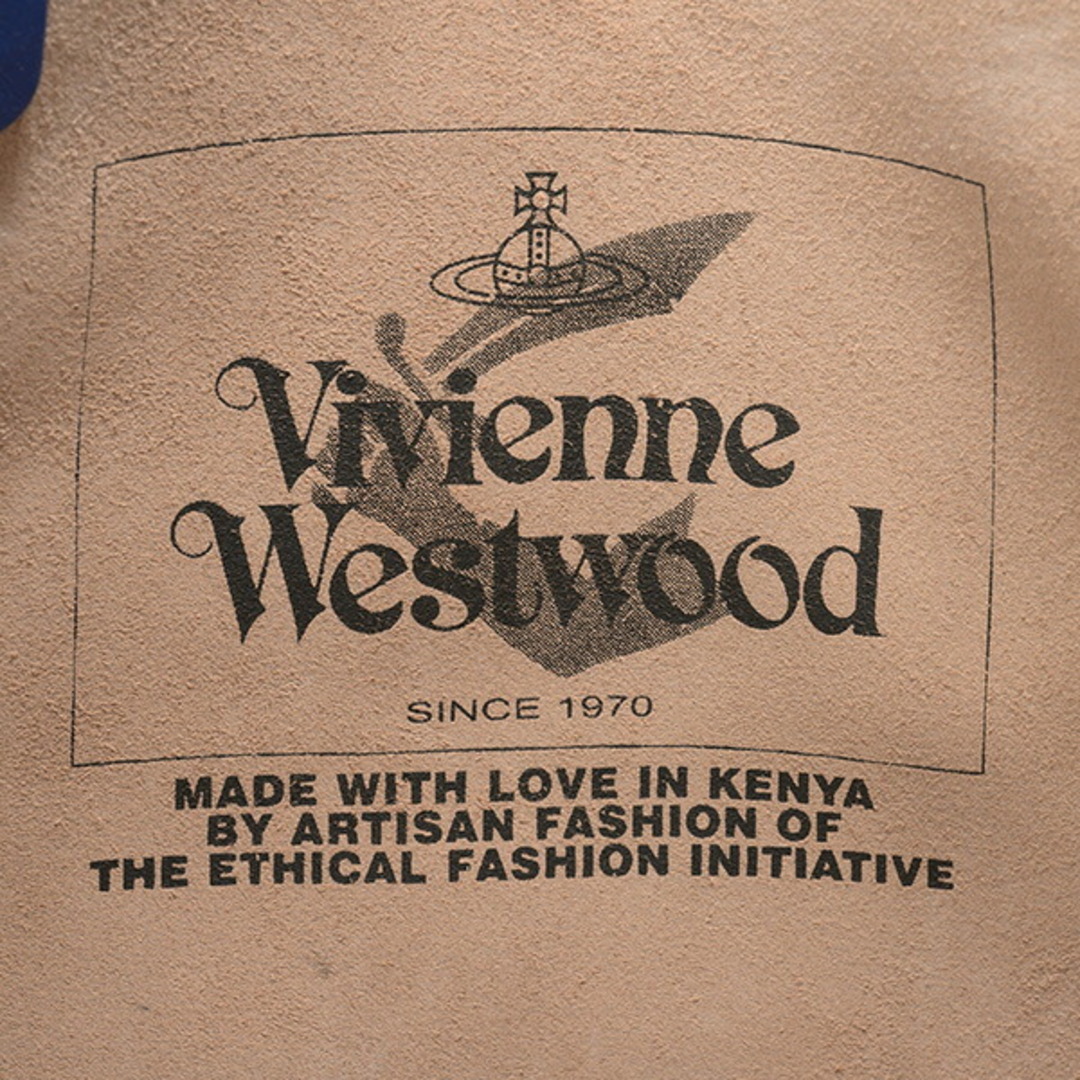 Vivienne
Westwood
SINCE 1970
MADE WITH LOVE IN KENYA
BY ARTISAN FASHION OF
THE ETHICAL FASHION INITIATIVE